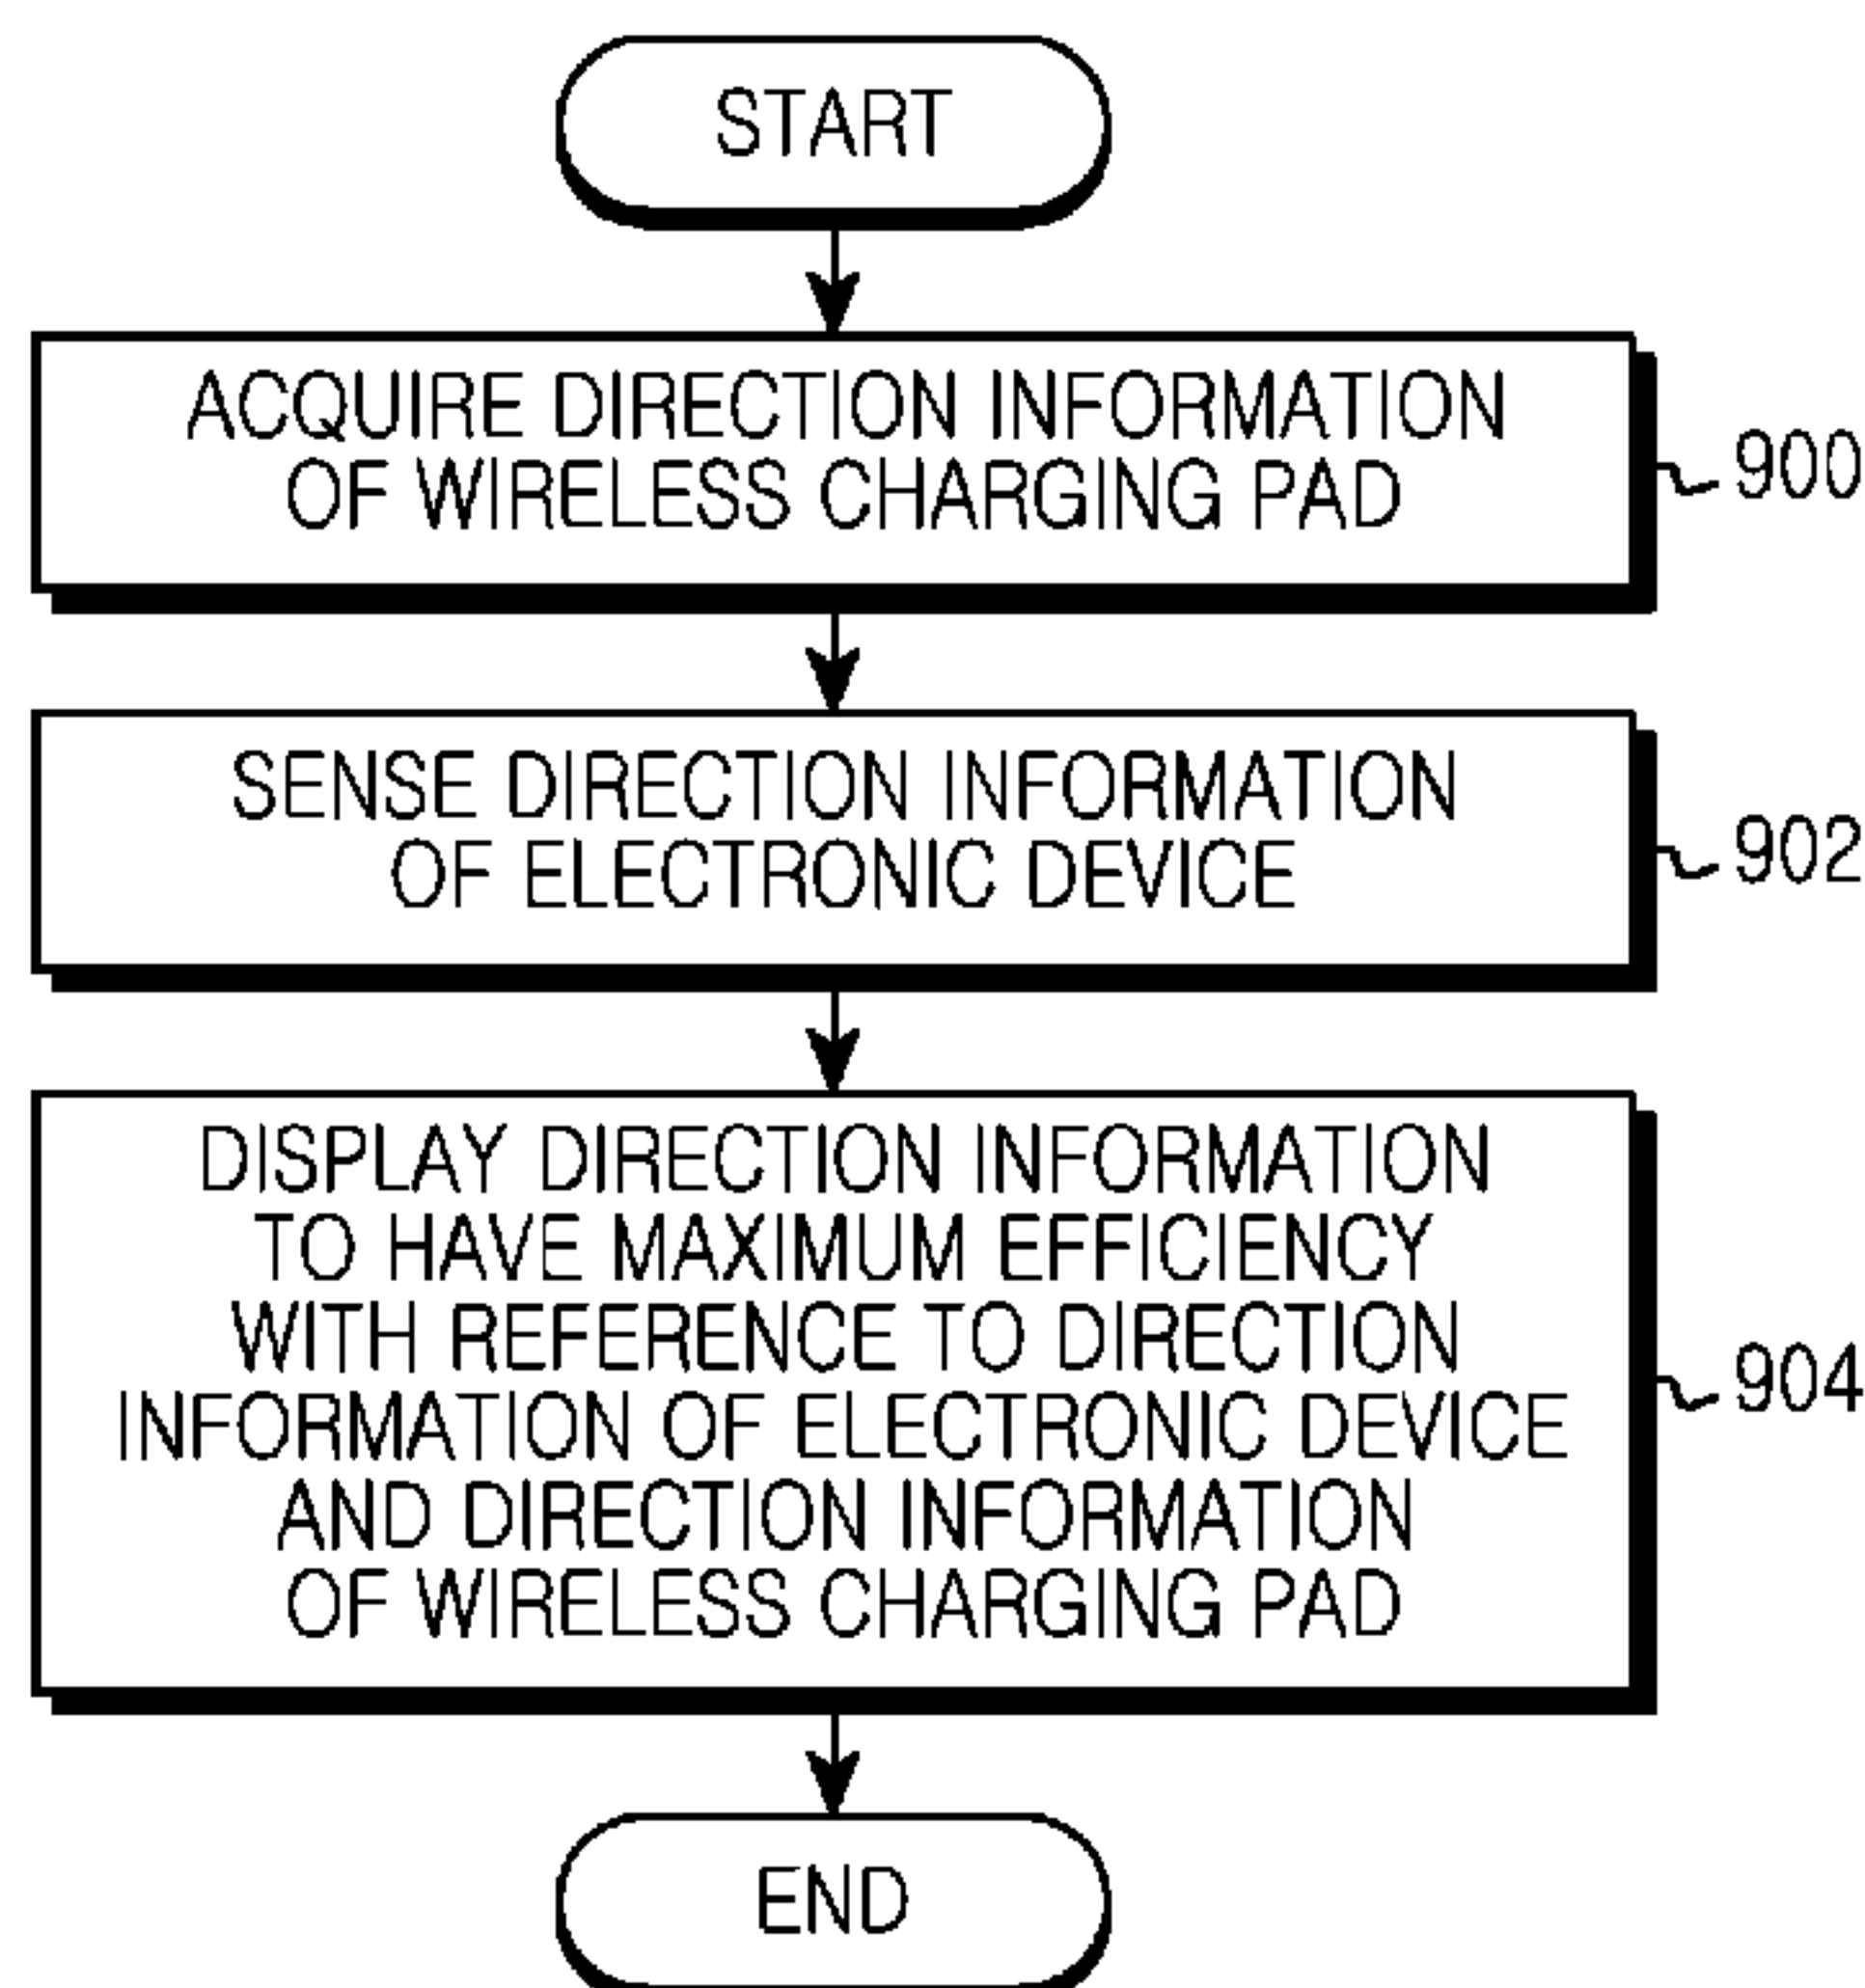 START
ACQUIRE DIRECTION INFORMATION
OF WIRELESS CHARGING PAD
900
SENSE DIRECTION INFORMATION
OF ELECTRONIC DEVICE
902
DISPLAY DIRECTION INFORMATION
TO HAVE MAXIMUM EFFICIENCY
WITH REFERENCE TO DIRECTION
INFORMATION OF ELECTRONIC DEVICE
AND DIRECTION INFORMATION
OF WIRELESS CHARGING PAD
904
END